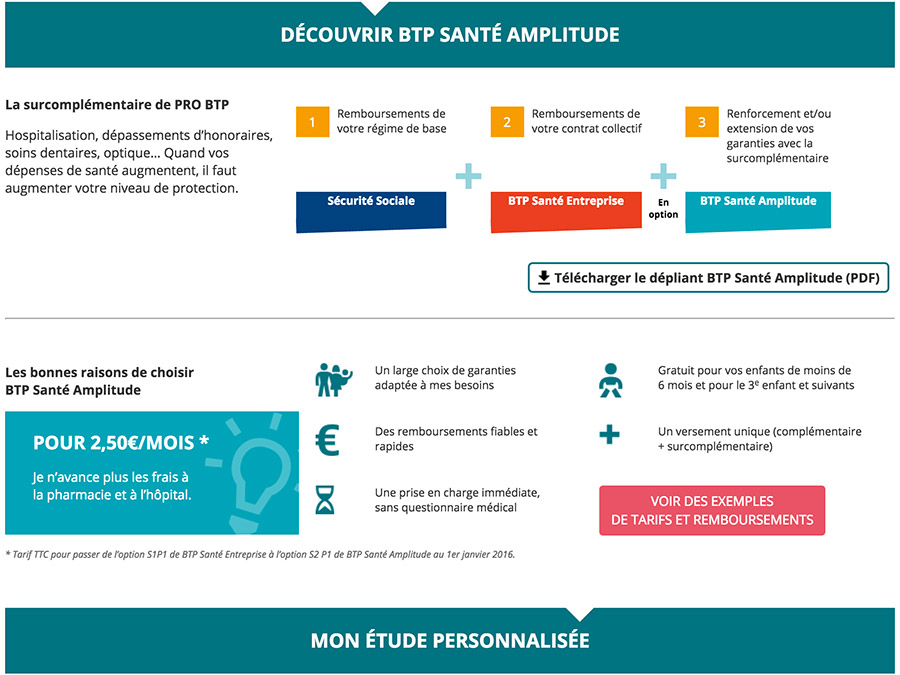 DÉCOUVRIR BTP SANTÉ AMPLITUDE
La surcomplémentaire de PRO BTP
Hospitalisation, dépassements d’honoraires,
soins dentaires, optique... Quand vos
dépenses de santé augmentent, il faut
augmenter votre niveau de protection.
1
Remboursements de
votre régime de base
Sécurité Sociale
2
Remboursements de
votre contrat collectif
BTP Santé Entreprise
En
option
3
Renforcement et/ou
extension de vos
garanties avec la
surcomplémentaire
BTP Santé Amplitude
Télécharger le dépliant BTP Santé Amplitude (PDF)
Les bonnes raisons de choisir
BTP Santé Amplitude
POUR 2,50€/MOIS *
Je n’avance plus les frais à
la pharmacie et à l’hôpital.
Un large choix de garanties
adaptée à mes besoins
€
Des remboursements fiables et
rapides
Une prise en charge immédiate,
sans questionnaire médical
Gratuit pour vos enfants de moins de
6 mois et pour le 3e enfant et suivants
Un versement unique (complémentaire
+ surcomplémentaire)
VOIR DES EXEMPLES
DE TARIFS ET REMBOURSEMENTS
* Tarif TTC pour passer de l’option S1P1 de BTP Santé Entreprise à l’option S2 P1 de BTP Santé Amplitude au 1er janvier 2016.
MON ÉTUDE PERSONNALISÉE